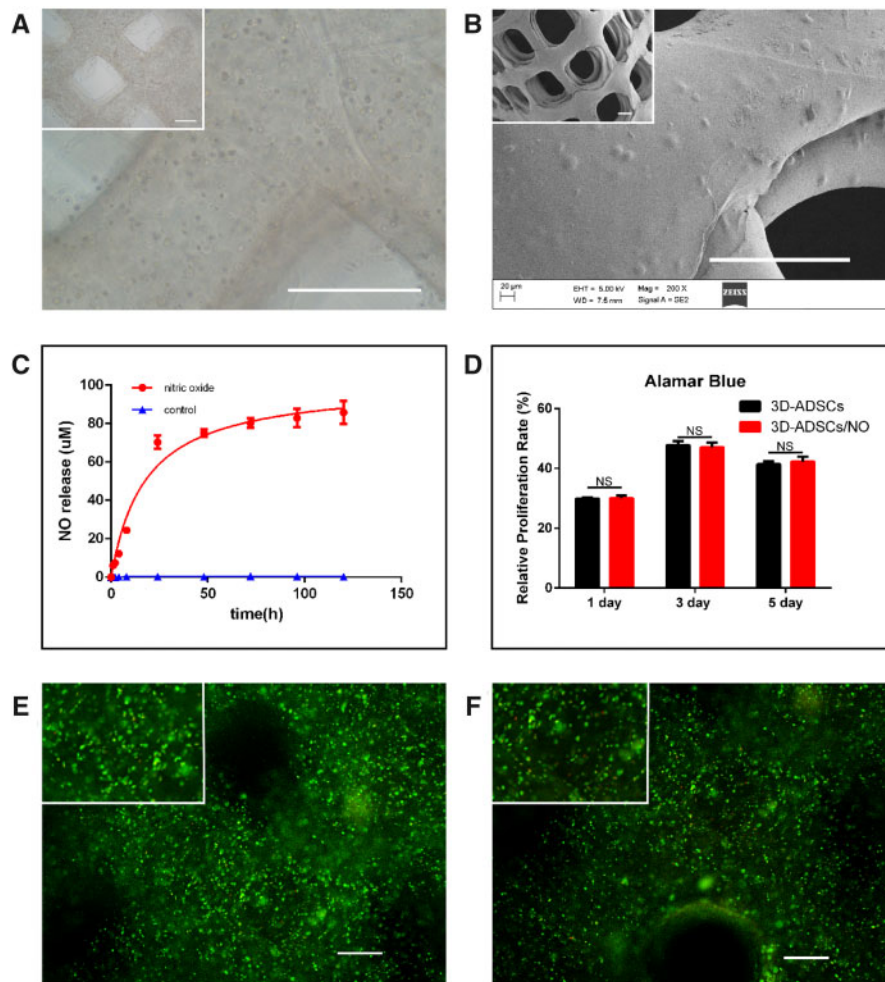 A
B
20 µm
EHT = 5.00 kV
Mag = 200 X
WD = 7.5 mm
Signal A = SE2
ZEISS
C
nitric oxide
control
NO release (uM)
100
80
60
40
20
0
0
50
100
150
time(h)
D
Alamar Blue
3D-ADSCs
3D-ADSCs/NO
Relative Proliferation Rate (%)
60
40
20
0
NS
NS
NS
1 day
3 day
5 day
E
F